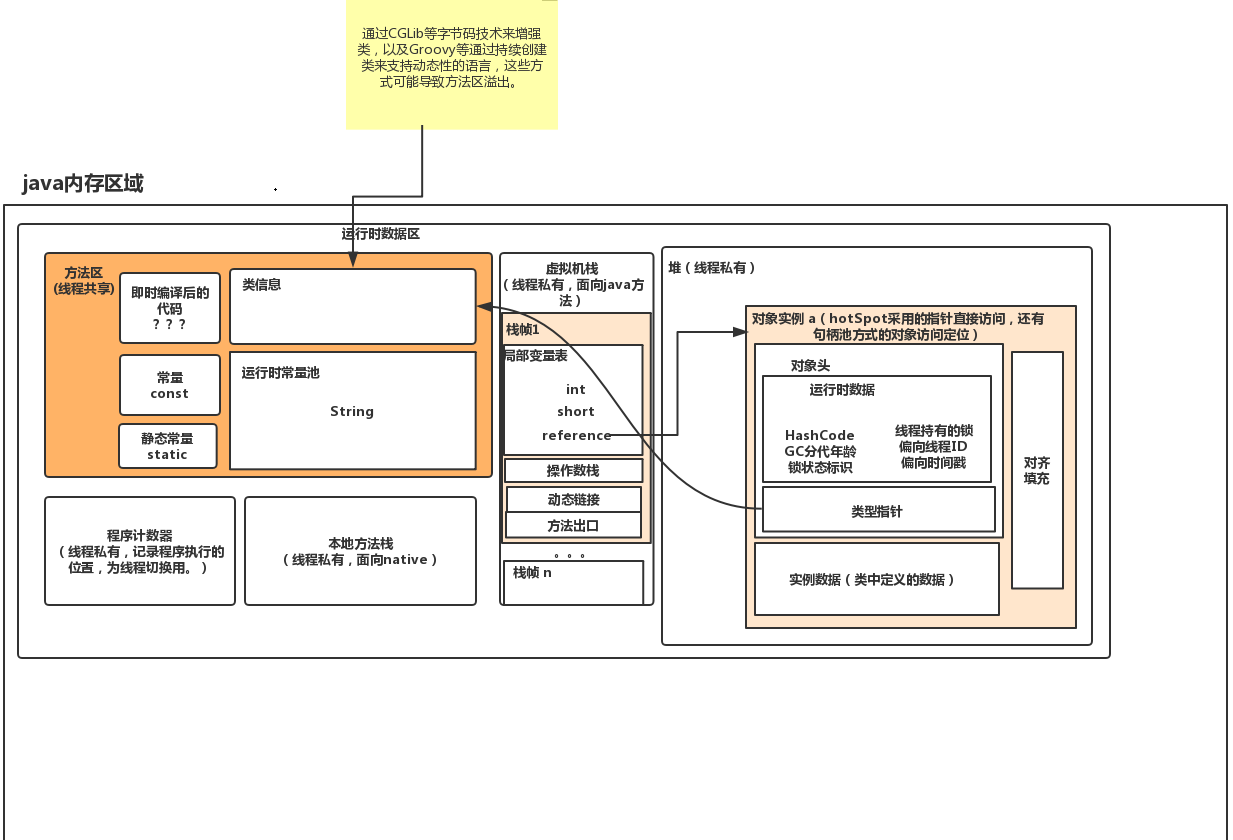 通过CGLib等字节码技术来增强
类，以及Groovy等通过持续创建
类来支持动态性的语言，这些方
式可能导致方法区溢出。
java内存区域
运行时数据区
方法区
(线程共享)
即时编译后的
代码
？？？
常量
const
静态常量
static
类信息
运行时常量池
String
程序计数器
（线程私有，记录程序执行的
位置，为线程切换用。）
本地方法栈
（线程私有，面向native）
虚拟机栈
（线程私有，面向java方
法）
栈帧1
局部变量表
int
short
reference
操作数栈
动态链接
方法出口
。。。
栈帧 n
堆（线程私有）
对象实例 a（hotSpot采用的指针直接访问，还有
句柄池方式的对象访问定位）
对象头
运行时数据
HashCode
GC分代年龄
锁状态标识
线程持有的锁
偏向线程ID
偏向时间戳
类型指针
实例数据（类中定义的数据）
对齐
填充